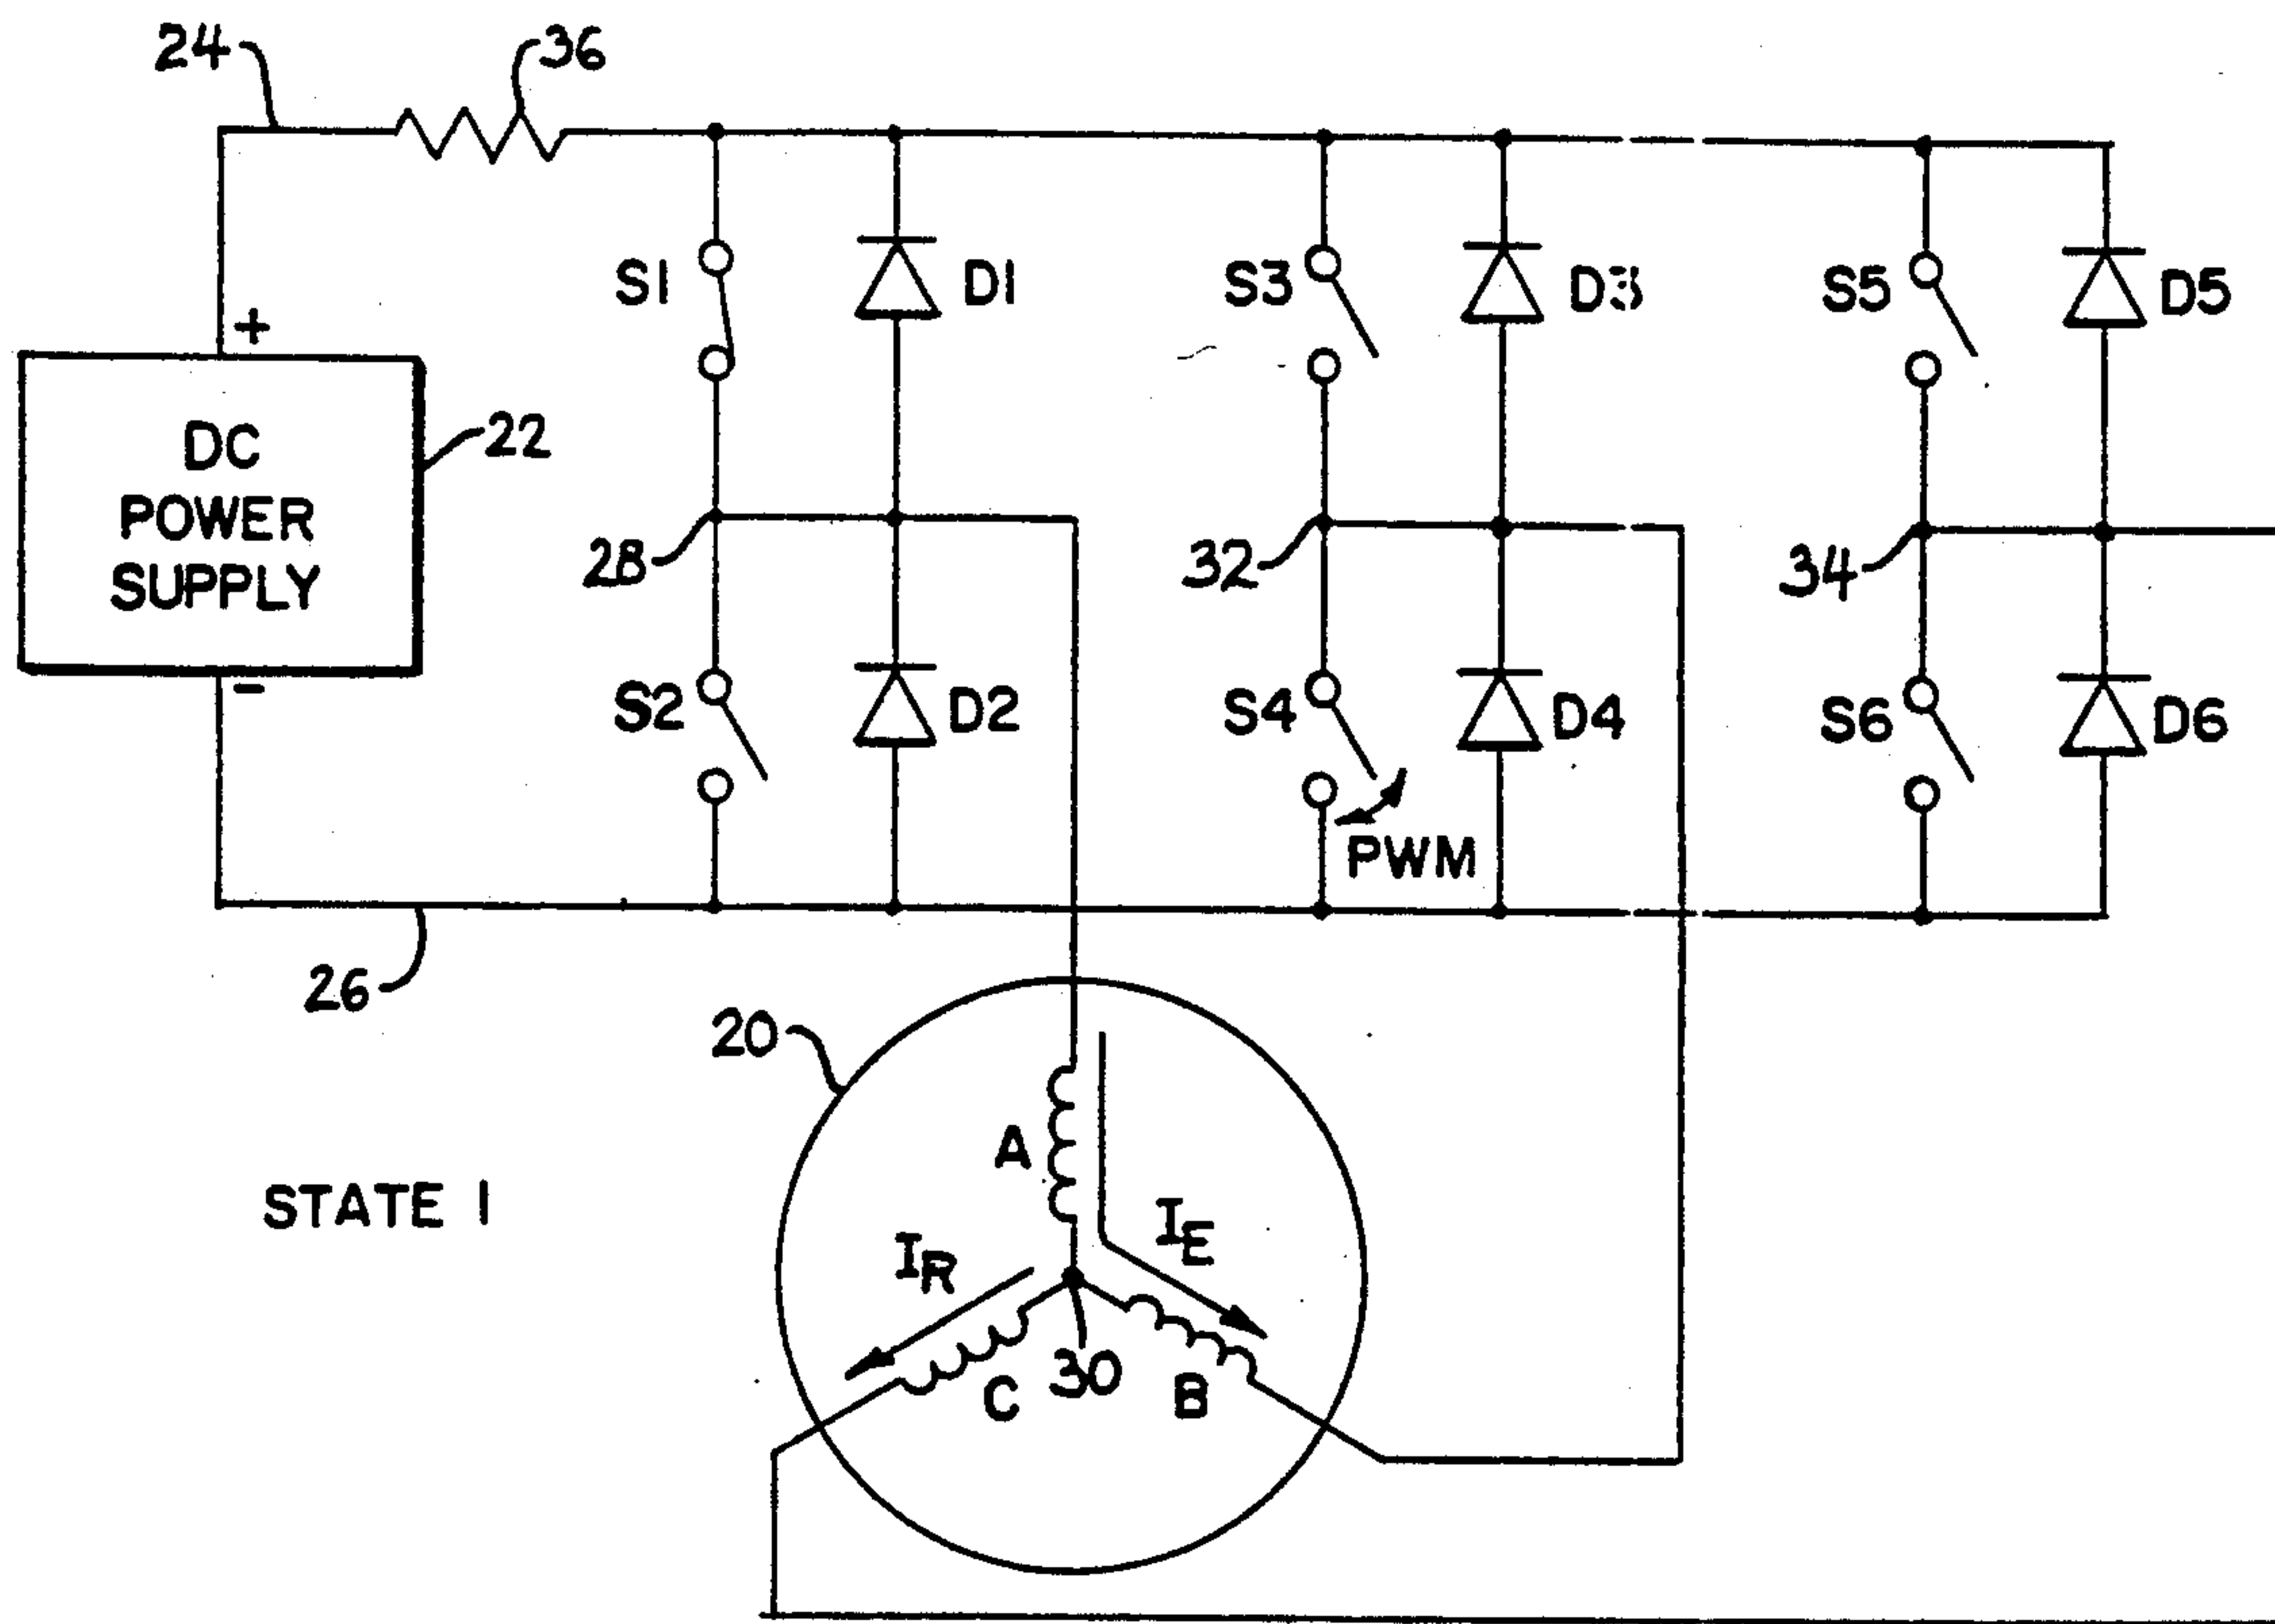 24
36
+
S1
D1
S3
D3
S5
D5
DC
POWER
SUPPLY
22
28
32
34
-
S2
D2
S4
D4
S6
D6
PWM
26
20
A
STATE 1
IR
IE
C
30
B